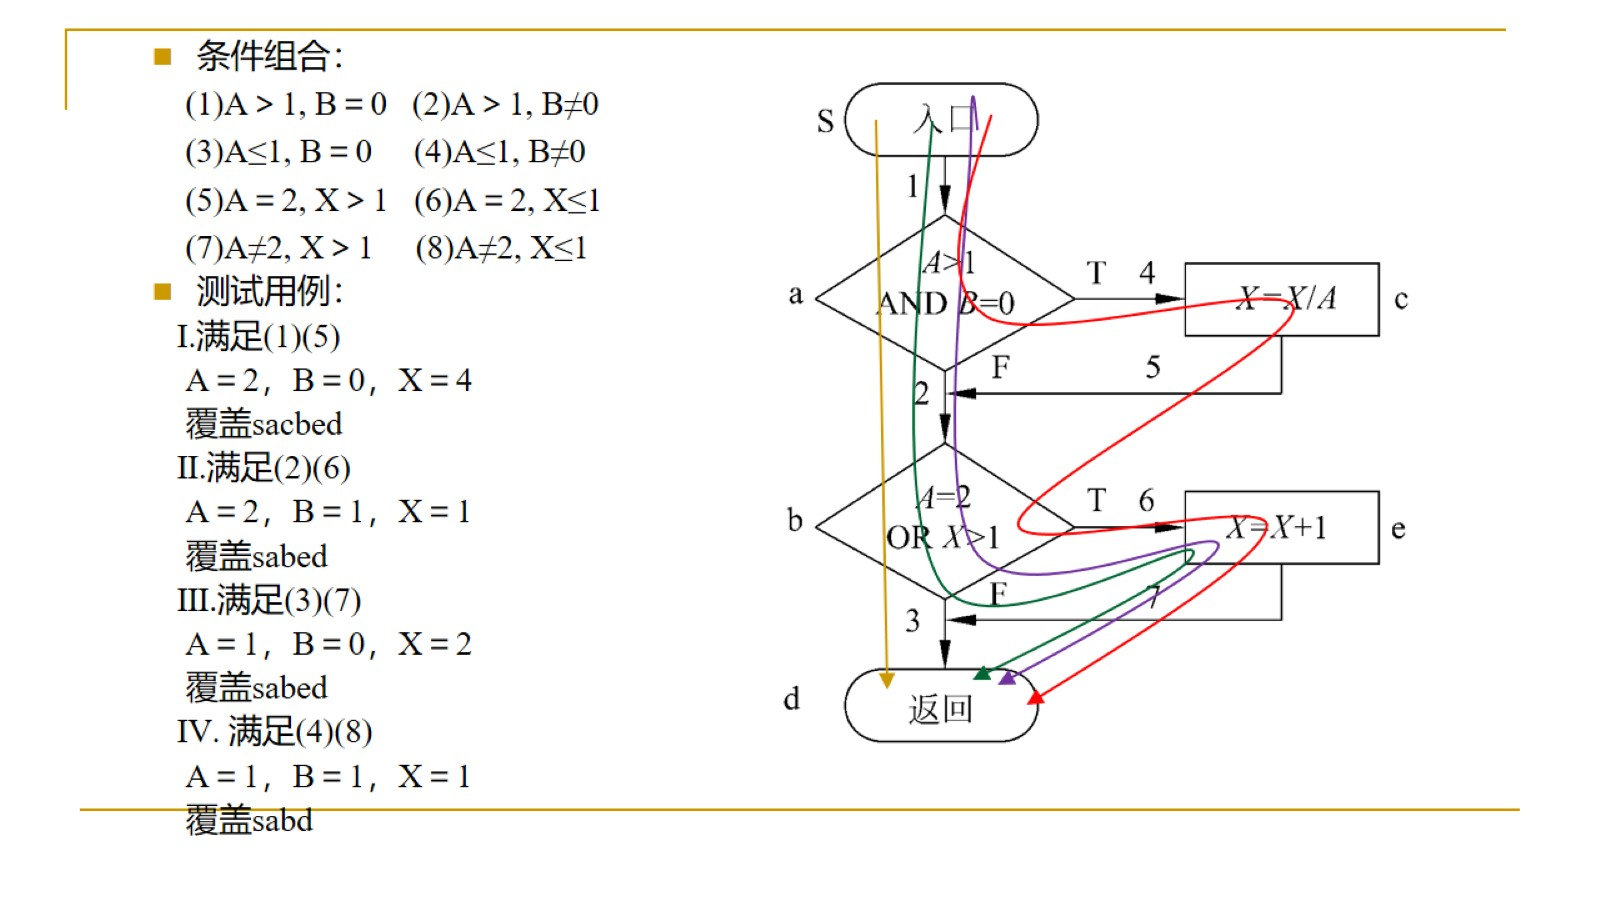 条件组合：
(1)A > 1, B = 0 (2)A > 1, B≠0
(3)A≤1, B = 0 (4)A≤1, B≠0
(5)A = 2, X > 1 (6)A = 2, X≤1
(7)A≠2, X > 1 (8)A≠2, X≤1
测试用例：
I.满足(1)(5)
A = 2，B = 0，X = 4
覆盖sacbed
II.满足(2)(6)
A = 2，B = 1，X = 1
覆盖sabed
III.满足(3)(7)
A = 1，B = 0，X = 2
覆盖sabed
IV. 满足(4)(8)
A = 1，B = 1，X = 1
覆盖sabd
S
入口
1
a
A>1
AND B=0
T 4
X=X/A
c
F
5
2
b
A=2
OR X>1
T 6
X=X+1
e
F
7
3
d
返回